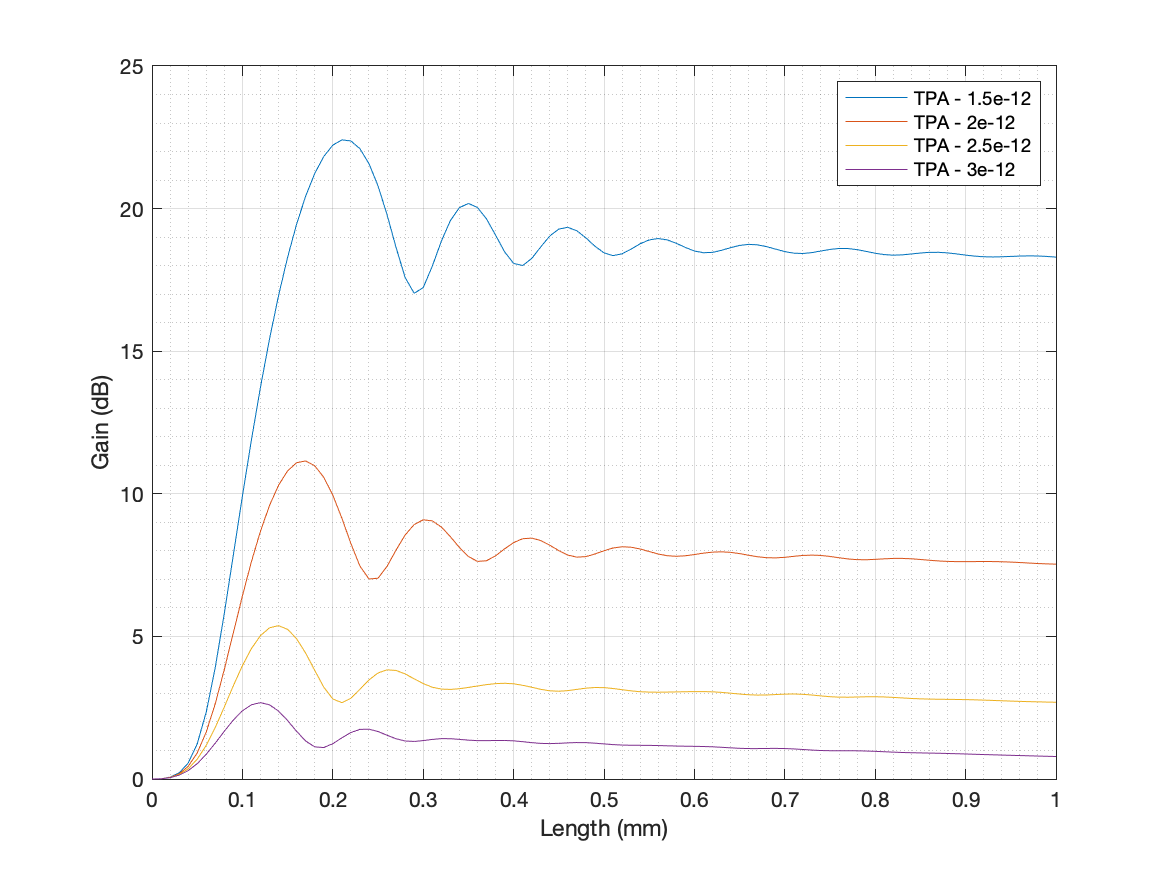 25
20
15
10
5
0
Gain (dB)
TPA - 1.5e-12
TPA - 2e-12
TPA - 2.5e-12
TPA - 3e-12
0 0.1 0.2 0.3 0.4 0.5 0.6 0.7 0.8 0.9 1
Length (mm)